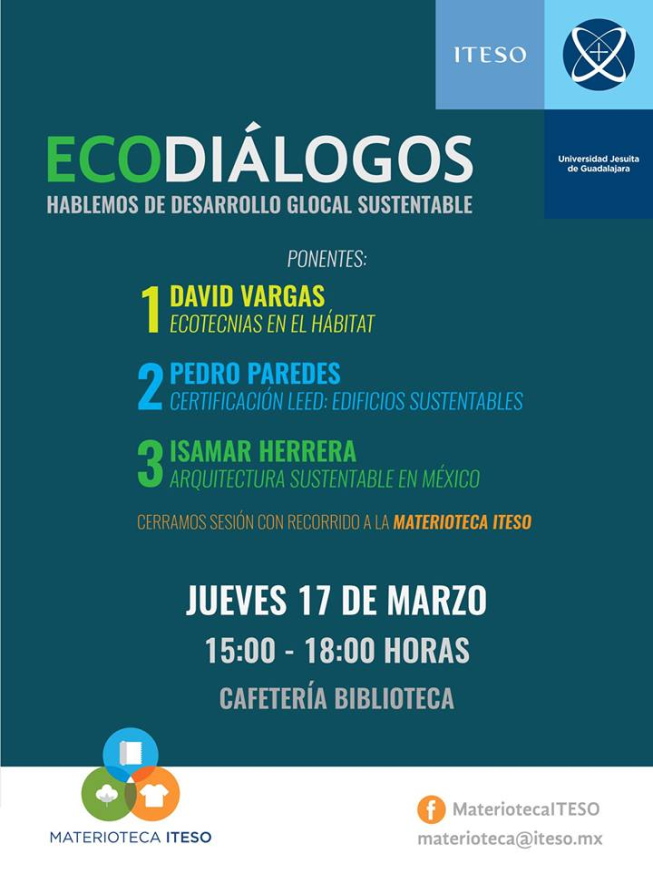 ITESO
Universidad Jesuita
de Guadalajara
ECODIÁLOGOS
HABLEMOS DE DESARROLLO GLOCAL SUSTENTABLE
PONENTES:
1 DAVID VARGAS
ECOTECNIAS EN EL HÁBITAT
2 PEDRO PAREDES
CERTIFICACIÓN LEED: EDIFICIOS SUSTENTABLES
3 ISAMAR HERRERA
ARQUITECTURA SUSTENTABLE EN MÉXICO
CERRAMOS SESIÓN CON RECORRIDO A LA MATERIOTECA ITESO
JUEVES 17 DE MARZO
15:00 - 18:00 HORAS
CAFETERÍA BIBLIOTECA
MATERIOTECA ITESO
MateriotecaITESO
materioteca@iteso.mx